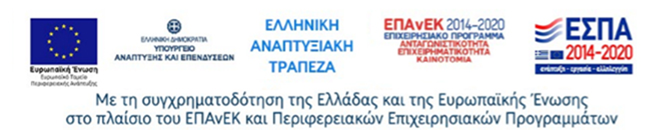 Ευρωπαϊκή Ένωση
Ευρωπαϊκό Ταμείο
Περιφερειακής Ανάπτυξης
ΕΛΛΗΝΙΚΗ ΔΗΜΟΚΡΑΤΙΑ
ΥΠΟΥΡΓΕΙΟ
ΑΝΑΠΤΥΞΗΣ ΚΑΙ ΕΠΕΝΔΥΣΕΩΝ
ΕΛΛΗΝΙΚΗ
ΑΝΑΠΤΥΞΙΑΚΗ
ΤΡΑΠΕΖΑ
ΕΠΑνΕΚ 2014–2020
ΕΠΙΧΕΙΡΗΣΙΑΚΟ ΠΡΟΓΡΑΜΜΑ
ΑΝΤΑΓΩΝΙΣΤΙΚΟΤΗΤΑ
ΕΠΙΧΕΙΡΗΜΑΤΙΚΟΤΗΤΑ
ΚΑΙΝΟΤΟΜΙΑ
ΕΣΠΑ
2014-2020
ανάπτυξη - εργασία - αλληλεγγύη
Με τη συγχρηματοδότηση της Ελλάδας και της Ευρωπαϊκής Ένωσης
στο πλαίσιο του ΕΠΑνΕΚ και Περιφερειακών Επιχειρησιακών Προγραμμάτων